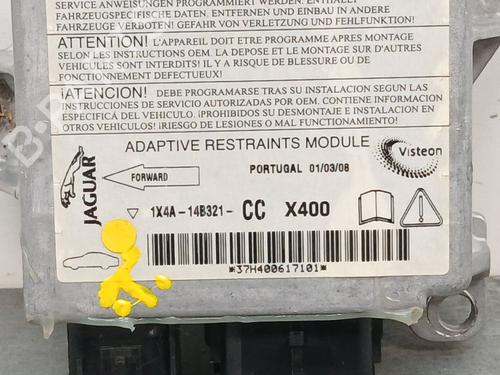 SERVICE ANWEISUNGEN PROGRAMMIERT WERDEN. ENTHAELT
FAHRZEUGSPECIFISCHE DATEN. ENTFERNEN UND EINBAU IN ANDERE
FAHRZEUGE NICHT ERLAUBT! GEFAHR VON VERLETZUNG UND FEHLFUNKTION!
ATTENTION! L'APPAREIL DOIT ETRE PROGRAMME APRES MONTAGE
SELON LES INSTRUCTIONS OEM. LA DEPOSE ET LE MONTAGE SUR D'AUTRES
VEHICULES SONT INTERDITS! IL Y A RISQUE DE BLESSURE OU DE
FONCTIONNEMENT DEFECTUEUX!
¡ATENCION! DEBE PROGRAMARSE TRAS SU INSTALACION SEGUN LAS
INSTRUCCIONES DE SERVICIO AUTORIZADAS POR OEM. CONTIENE INFORMACION
ESPECIFICA DEL VEHICULO. ¡PROHIBIDOS SU DESMONTAJE E INSTALACION EN
OTROS VEHICULOS! ¡RIESGO DE LESIONES O MAL FUNCIONAMIENTO!
ADAPTIVE RESTRAINTS MODULE
JAGUAR
FORWARD
PORTUGAL 01/03/08
Visteon
1X4A-14B321- CC X400
*37H400617101*